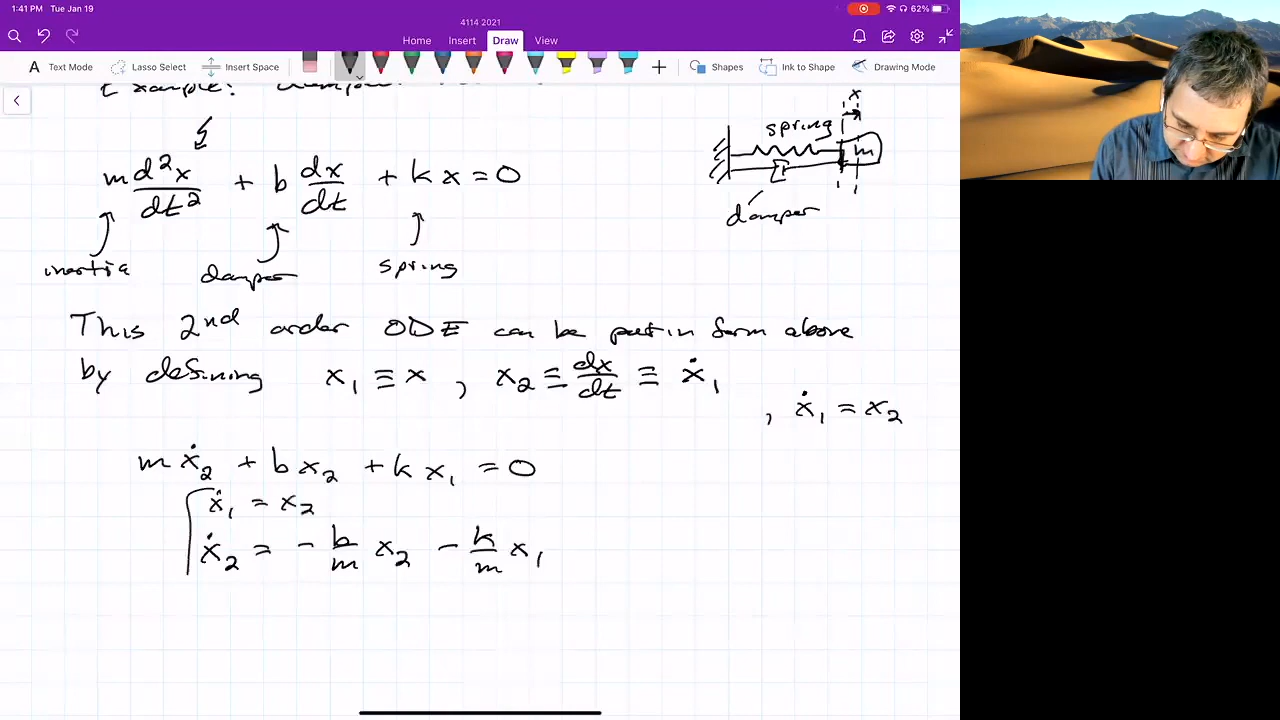 1:41 PM Tue Jan 19
62%
4114 2021
Home Insert Draw View
Text Mode Lasso Select Insert Space Shapes Ink to Shape Drawing Mode
Example:
m d²x/dt² + b dx/dt + k x = 0
inertia damper spring
x
spring
m
damper
This 2nd order ODE can be put in form above
by defining x₁ ≡ x , x₂ ≡ dx/dt ≡ ẋ₁
, ẋ₁ = x₂
m ẋ₂ + b x₂ + k x₁ = 0
ẋ₁ = x₂
ẋ₂ = - b/m x₂ - k/m x₁